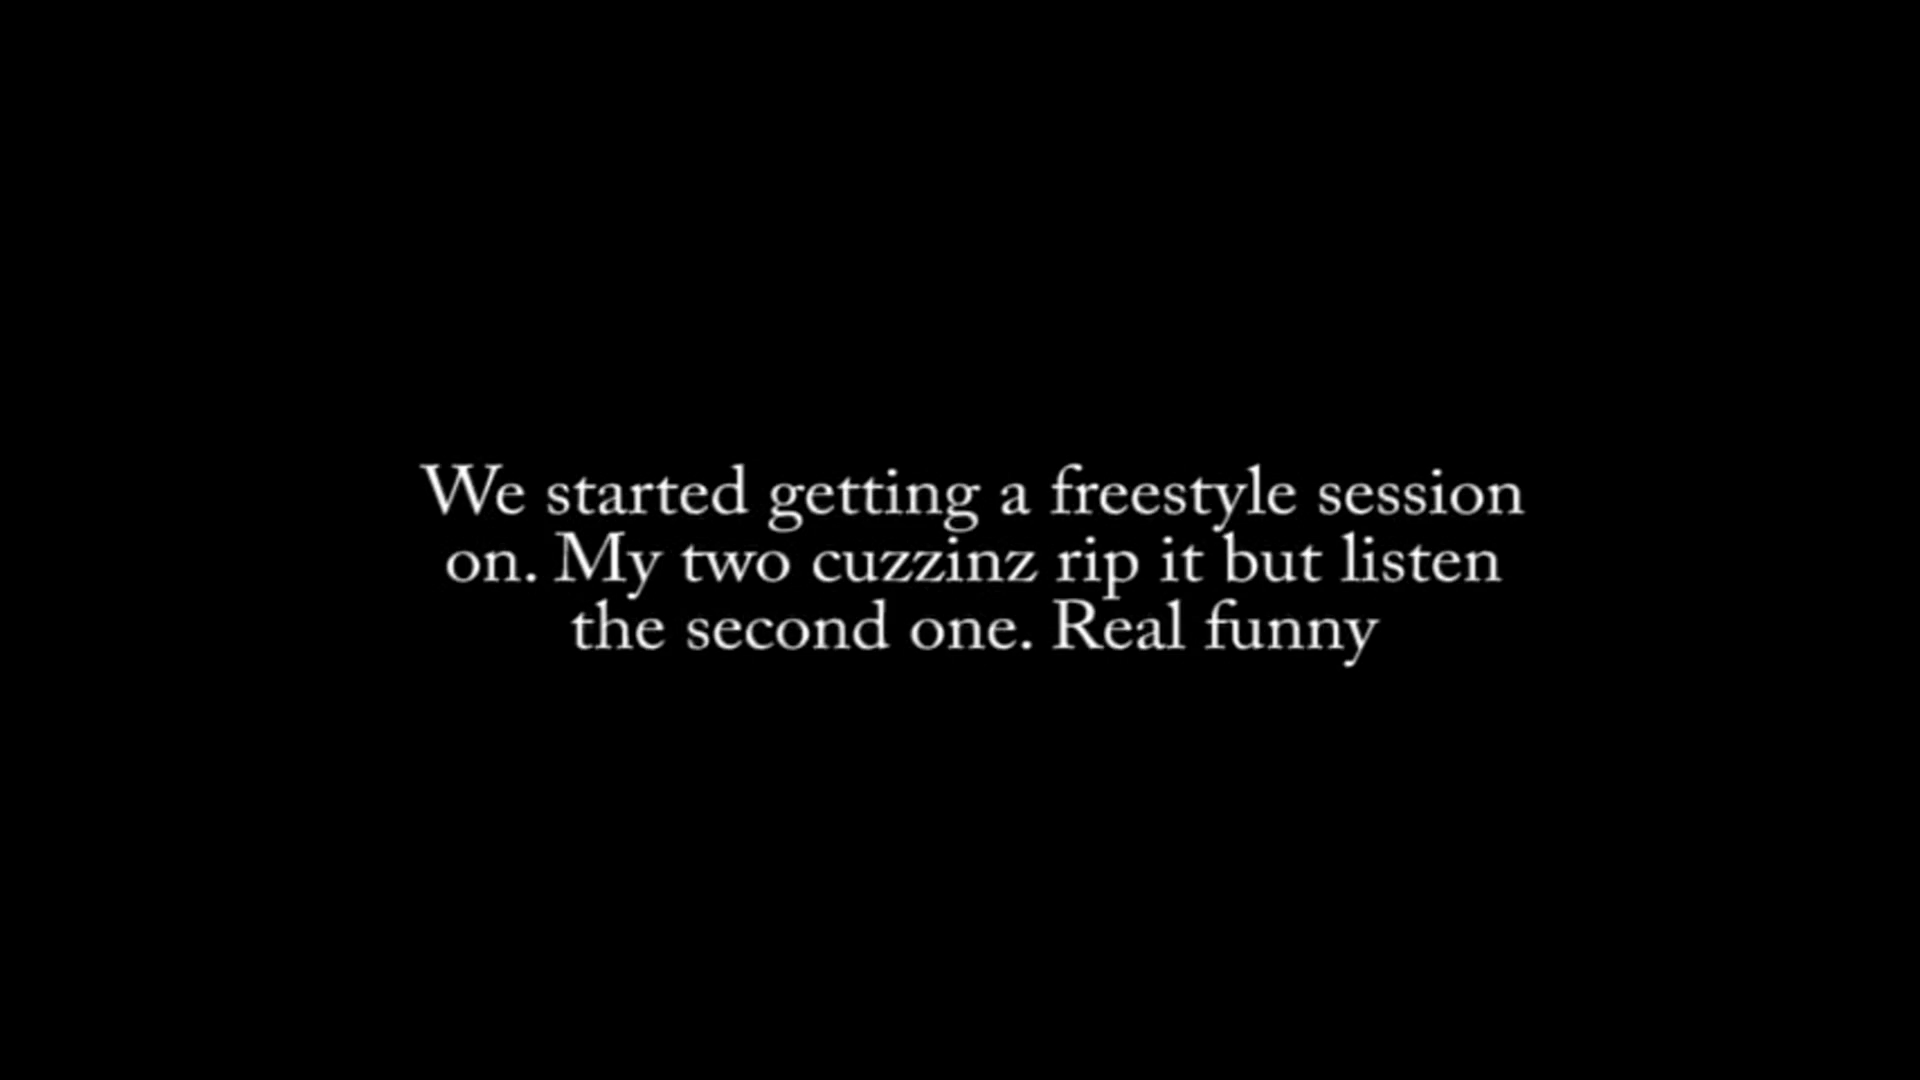 We started getting a freestyle session
on. My two cuzzinz rip it but listen
the second one. Real funny